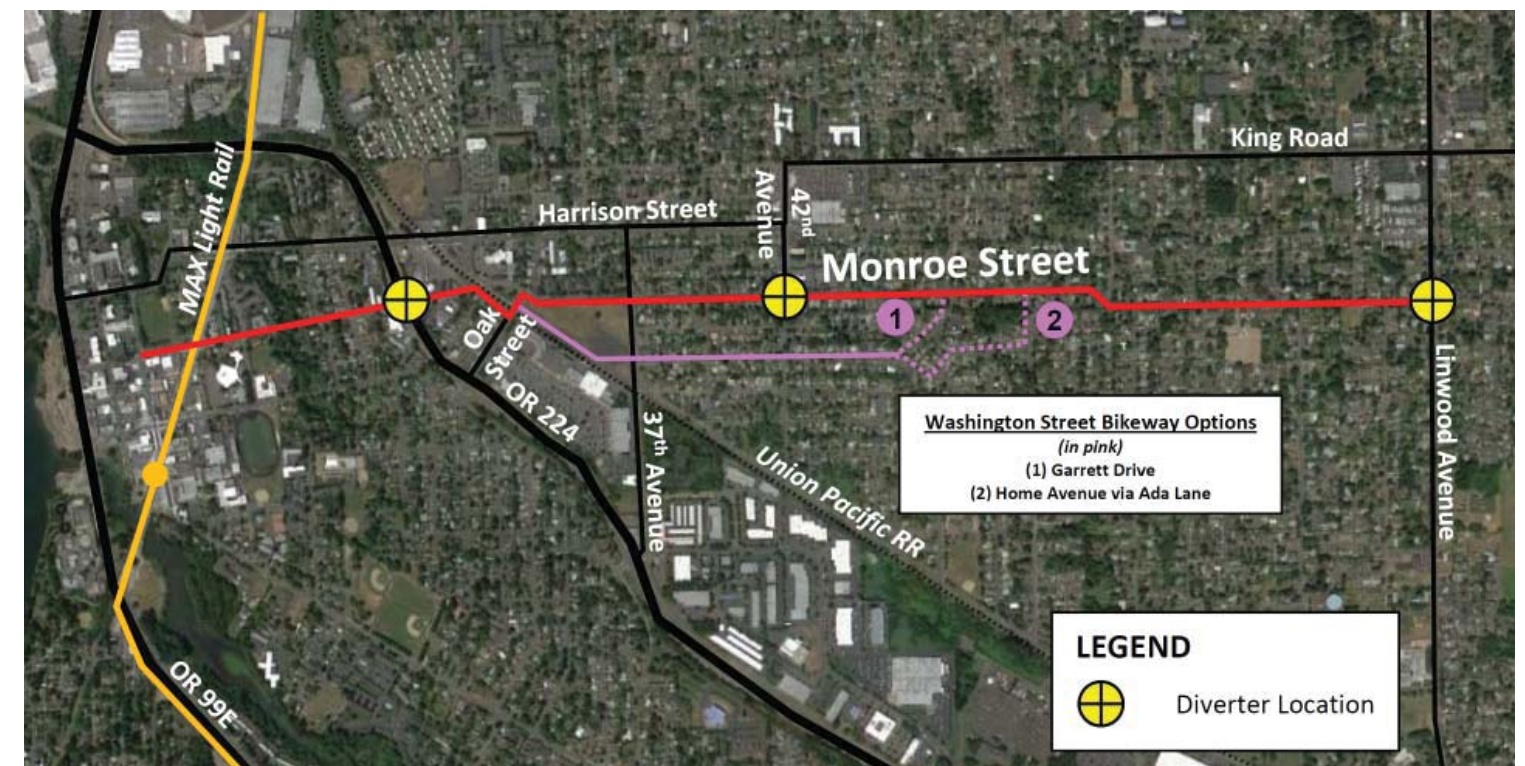 King Road
MAX Light Rail
Harrison Street
42nd
Avenue
Monroe Street
1
2
Oak
Street
OR 224
37th Avenue
Linwood Avenue
Washington Street Bikeway Options
(in pink)
(1) Garrett Drive
(2) Home Avenue via Ada Lane
Union Pacific RR
OR 99E
LEGEND
Diverter Location